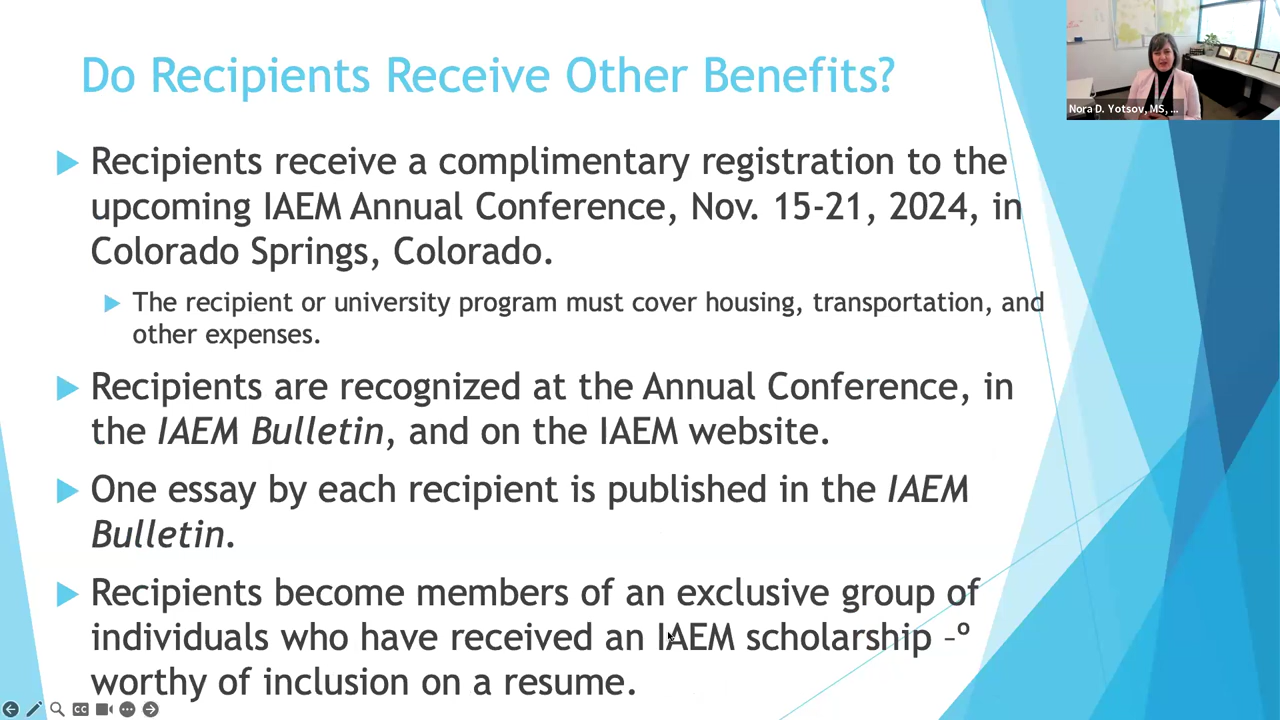 Do Recipients Receive Other Benefits?
Nora D. Yotsov, MS, ...
Recipients receive a complimentary registration to the
upcoming IAEM Annual Conference, Nov. 15-21, 2024, in
Colorado Springs, Colorado.
The recipient or university program must cover housing, transportation, and
other expenses.
Recipients are recognized at the Annual Conference, in
the IAEM Bulletin, and on the IAEM website.
One essay by each recipient is published in the IAEM
Bulletin.
Recipients become members of an exclusive group of
individuals who have received an IAEM scholarship –º
worthy of inclusion on a resume.
CC